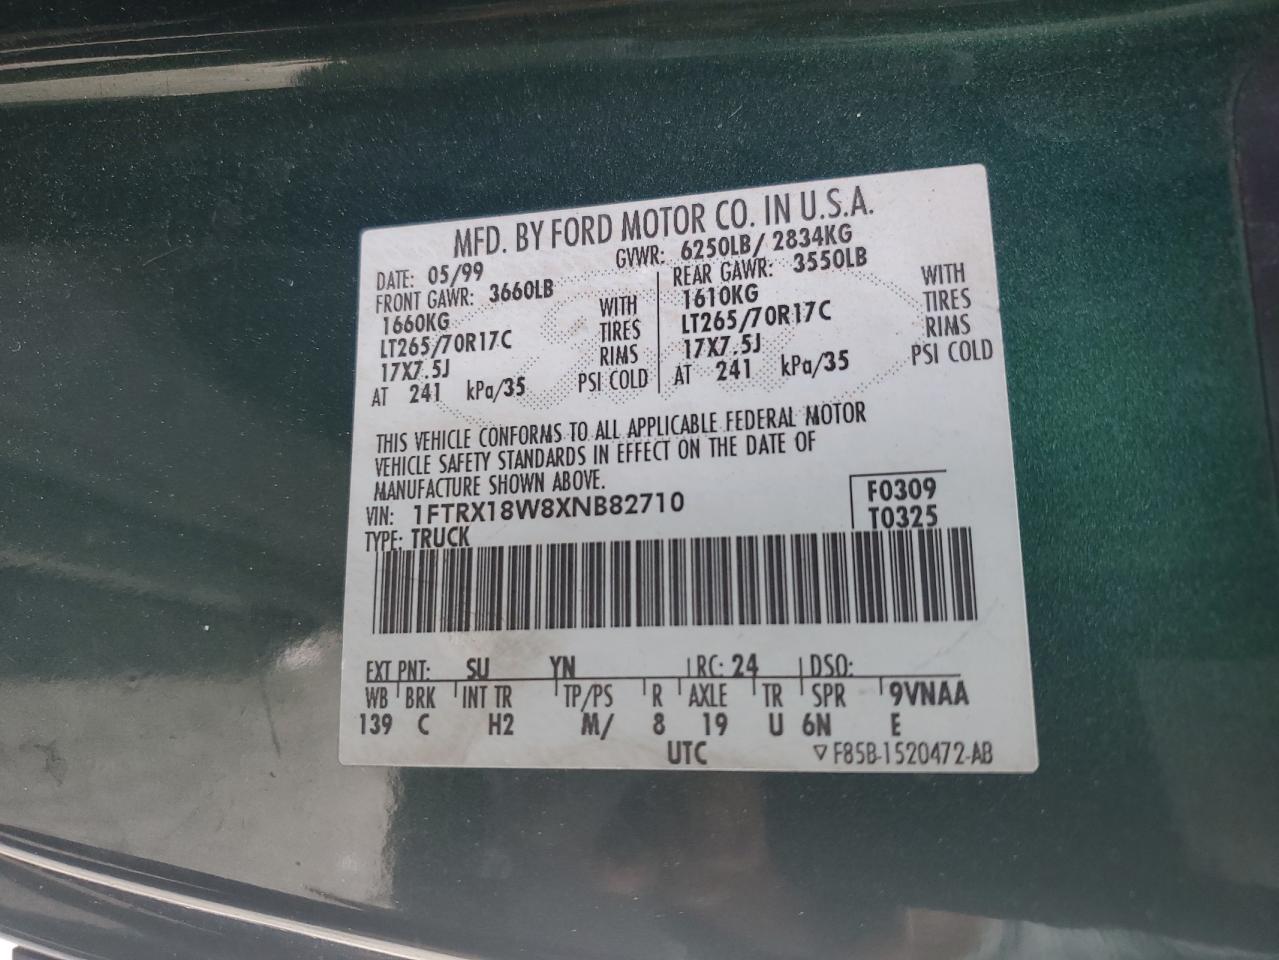 MFD. BY FORD MOTOR CO. IN U.S.A.
DATE: 05/99 GVWR: 6250LB/ 2834KG
FRONT GAWR: 3660LB REAR GAWR: 3550LB
1660KG WITH 1610KG WITH
LT265/70R17C TIRES LT265/70R17C TIRES
17X7.5J RIMS 17X7.5J RIMS
AT 241 kPa/35 PSI COLD AT 241 kPa/35 PSI COLD
THIS VEHICLE CONFORMS TO ALL APPLICABLE FEDERAL MOTOR
VEHICLE SAFETY STANDARDS IN EFFECT ON THE DATE OF
MANUFACTURE SHOWN ABOVE.
VIN: 1FTRX18W8XNB82710 F0309
TYPE: TRUCK T0325
EXT PNT: SU YN RC: 24 DSO:
WB BRK INT TR TP/PS R AXLE TR SPR 9VNAA
139 C H2 M/ 8 19 U 6N E
UTC ▽F85B-1520472-AB